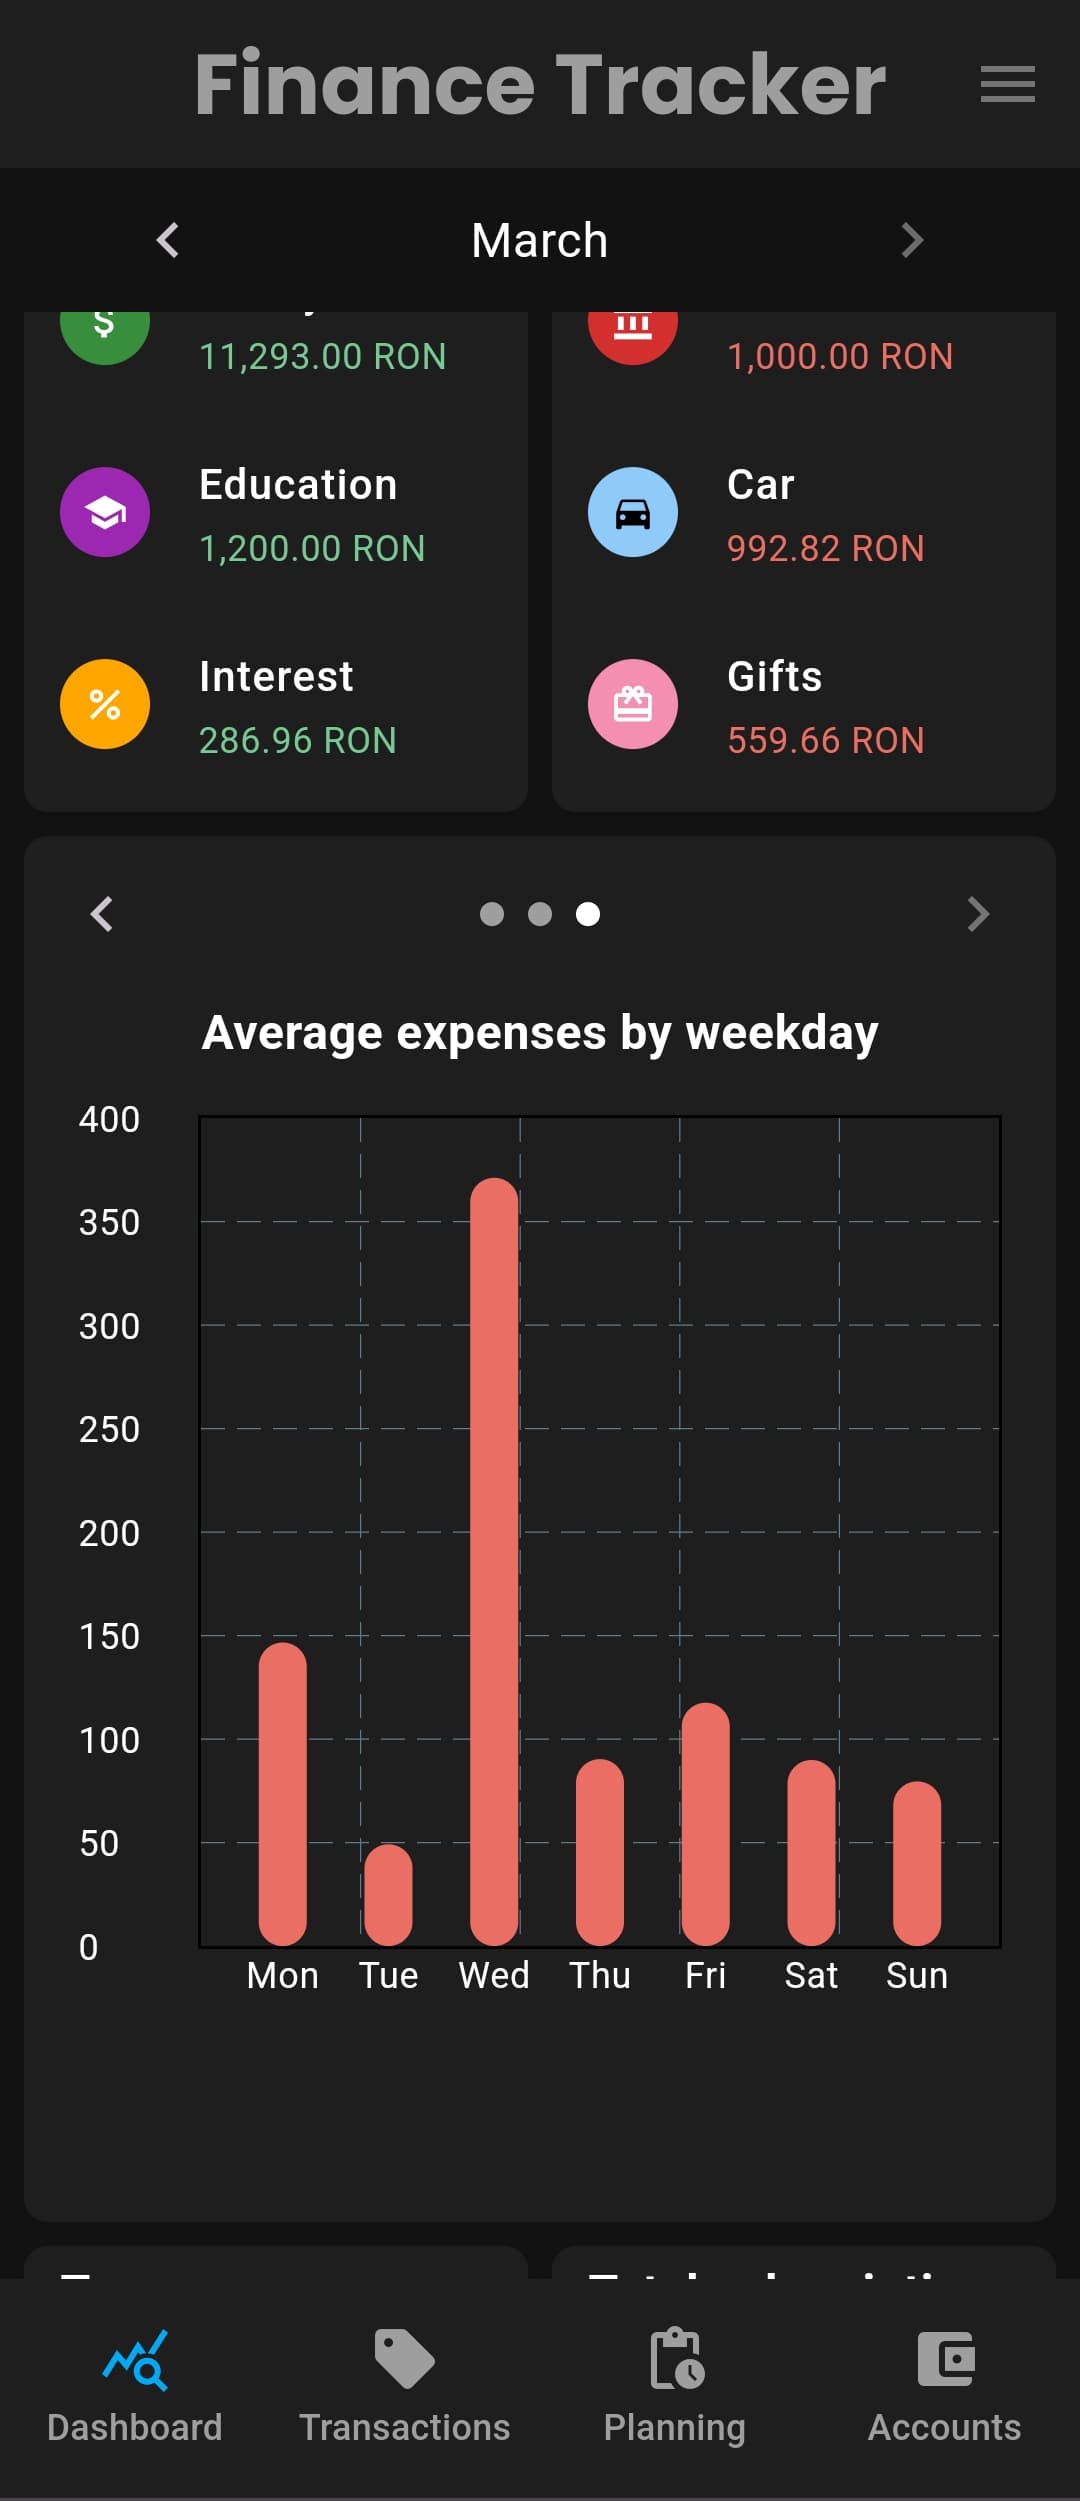 Finance Tracker
March
11,293.00 RON
1,000.00 RON
Education
1,200.00 RON
Car
992.82 RON
Interest
286.96 RON
Gifts
559.66 RON
Average expenses by weekday
400
350
300
250
200
150
100
50
0
Mon Tue Wed Thu Fri Sat Sun
Dashboard Transactions Planning Accounts